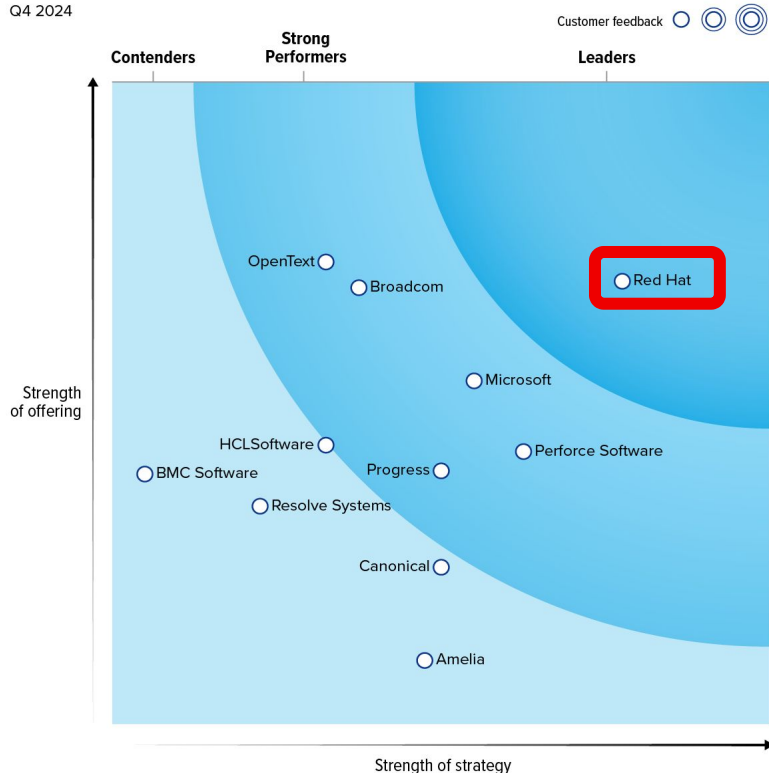 Q4 2024
Customer feedback
Contenders
Strong
Performers
Leaders
OpenText
Red Hat
Broadcom
Microsoft
Strength
of offering
HCLSoftware
Perforce Software
BMC Software
Progress
Resolve Systems
Canonical
Amelia
Strength of strategy